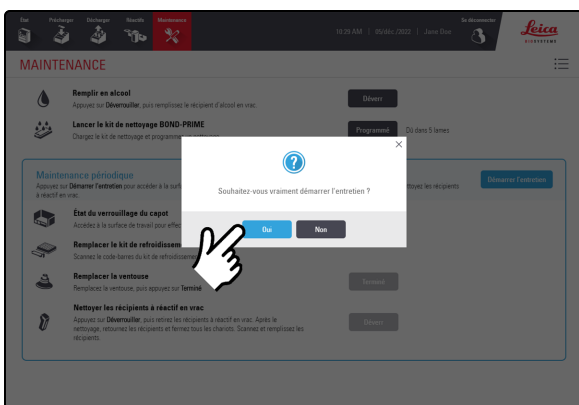 État Précharger Décharger Réactifs Maintenance
10:29 AM | 05/déc./2022 | Jane Doe
Se déconnecter
Leica
BIOSYSTEMS
MAINTENANCE
Remplir en alcool
Appuyez sur Déverrouiller, puis remplissez le récipient d'alcool en vrac.
Déverr
Lancer le kit de nettoyage BOND-PRIME
Chargez le kit de nettoyage et programmez un nettoyage.
Programmé
Dû dans 5 lames
Maintenance périodique
Appuyez sur Démarrer l'entretien pour accéder à la surf
ttoyez les récipients
à réactif en vrac.
Démarrer l'entretien
Souhaitez-vous vraiment démarrer l'entretien ?
Oui
Non
État du verrouillage du capot
Accédez à la surface de travail pour effec
Remplacer le kit de refroidissem
Scannez le code-barres du kit de refroidisseme
Remplacer la ventouse
Remplacez la ventouse, puis appuyez sur Terminé
Terminé
Nettoyer les récipients à réactif en vrac
Appuyez sur Déverrouiller, puis retirez les récipients à réactif en vrac. Après le
nettoyage, retournez les récipients et fermez tous les chariots. Scannez et remplissez les
récipients.
Déverr